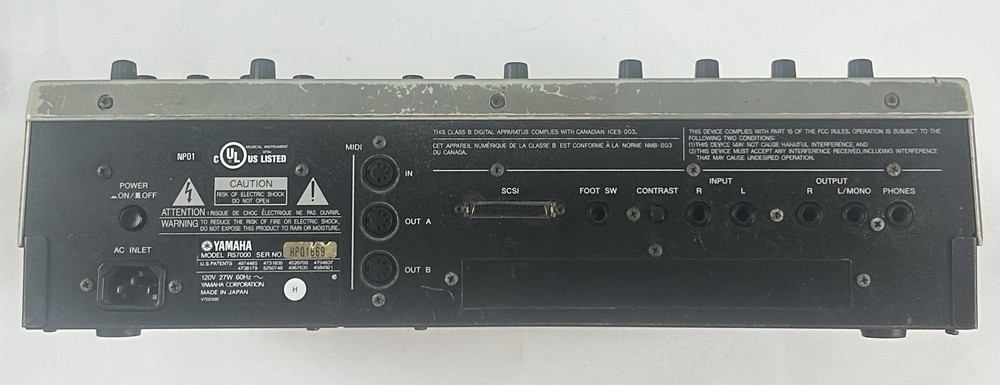 NP01
C UL US LISTED
MUSICAL INSTRUMENT
POWER
ON/ OFF
CAUTION
RISK OF ELECTRIC SHOCK
DO NOT OPEN
ATTENTION : RISQUE DE CHOC ÉLECTRIQUE NE PAS OUVRIR.
WARNING : TO REDUCE THE RISK OF FIRE OR ELECTRIC SHOCK,
DO NOT EXPOSE THIS PRODUCT TO RAIN OR MOISTURE.
AC INLET
YAMAHA
MODEL RS7000 SER NO.
U.S. PATENTS
120V 27W 60Hz
YAMAHA CORPORATION
MADE IN JAPAN
H
MIDI
IN
OUT A
OUT B
THIS CLASS B DIGITAL APPARATUS COMPLIES WITH CANADIAN ICES-003.
CET APPAREIL NUMÉRIQUE DE LA CLASSE B EST CONFORME À LA NORME NMB-003
DU CANADA.
THIS DEVICE COMPLIES WITH PART 15 OF THE FCC RULES. OPERATION IS SUBJECT TO THE
FOLLOWING TWO CONDITIONS:
(1) THIS DEVICE MAY NOT CAUSE HARMFUL INTERFERENCE, AND
(2) THIS DEVICE MUST ACCEPT ANY INTERFERENCE RECEIVED, INCLUDING INTERFERENCE
THAT MAY CAUSE UNDESIRED OPERATION.
SCSI
FOOT SW
CONTRAST
INPUT
R
L
OUTPUT
R
L/MONO
PHONES